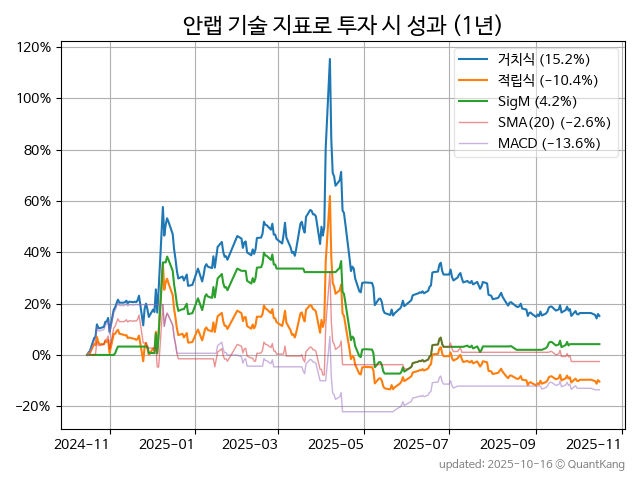 안랩 기술 지표로 투자 시 성과 (1년)
120%
100%
80%
60%
40%
20%
0%
−20%
거치식 (15.2%)
적립식 (−10.4%)
SigM (4.2%)
SMA(20) (−2.6%)
MACD (−13.6%)
2024-11
2025-01
2025-03
2025-05
2025-07
2025-09
2025-11
updated: 2025-10-16 © QuantKang